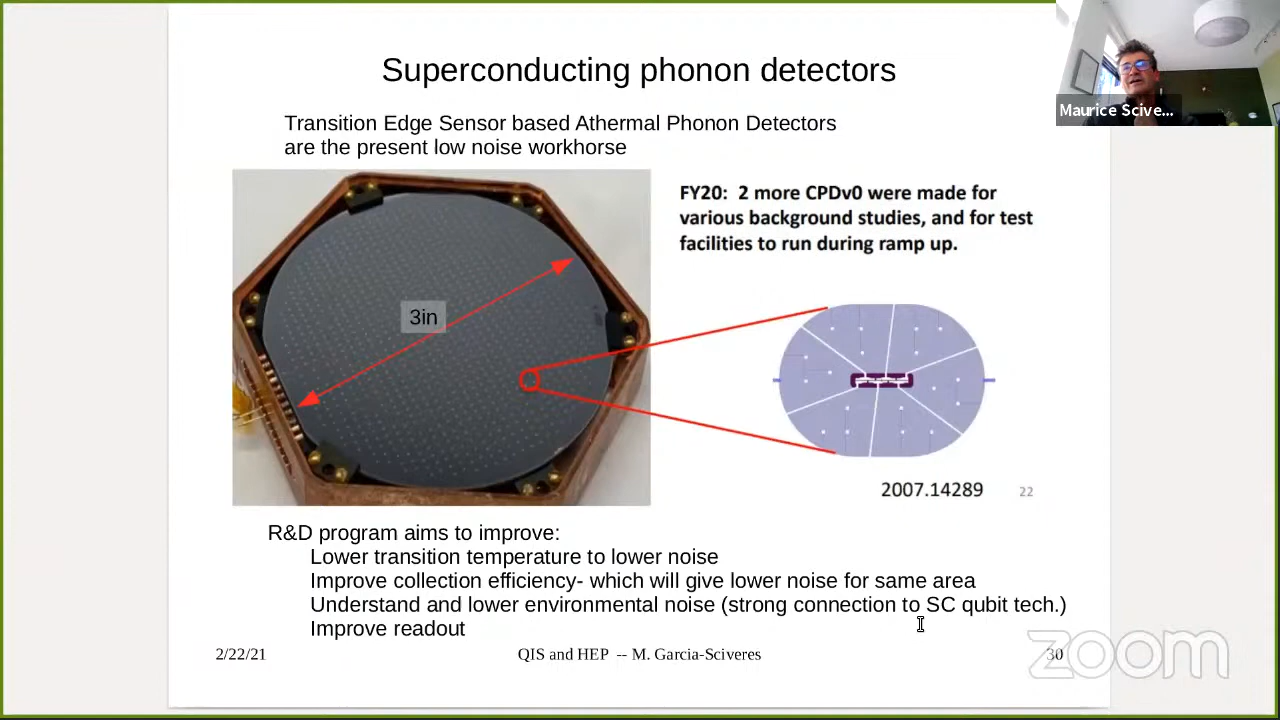 Superconducting phonon detectors
Maurice Scive...
Transition Edge Sensor based Athermal Phonon Detectors
are the present low noise workhorse
FY20: 2 more CPDv0 were made for
various background studies, and for test
facilities to run during ramp up.
3in
2007.14289
22
R&D program aims to improve:
Lower transition temperature to lower noise
Improve collection efficiency- which will give lower noise for same area
Understand and lower environmental noise (strong connection to SC qubit tech.)
Improve readout
2/22/21
QIS and HEP -- M. Garcia-Sciveres
30
zoom